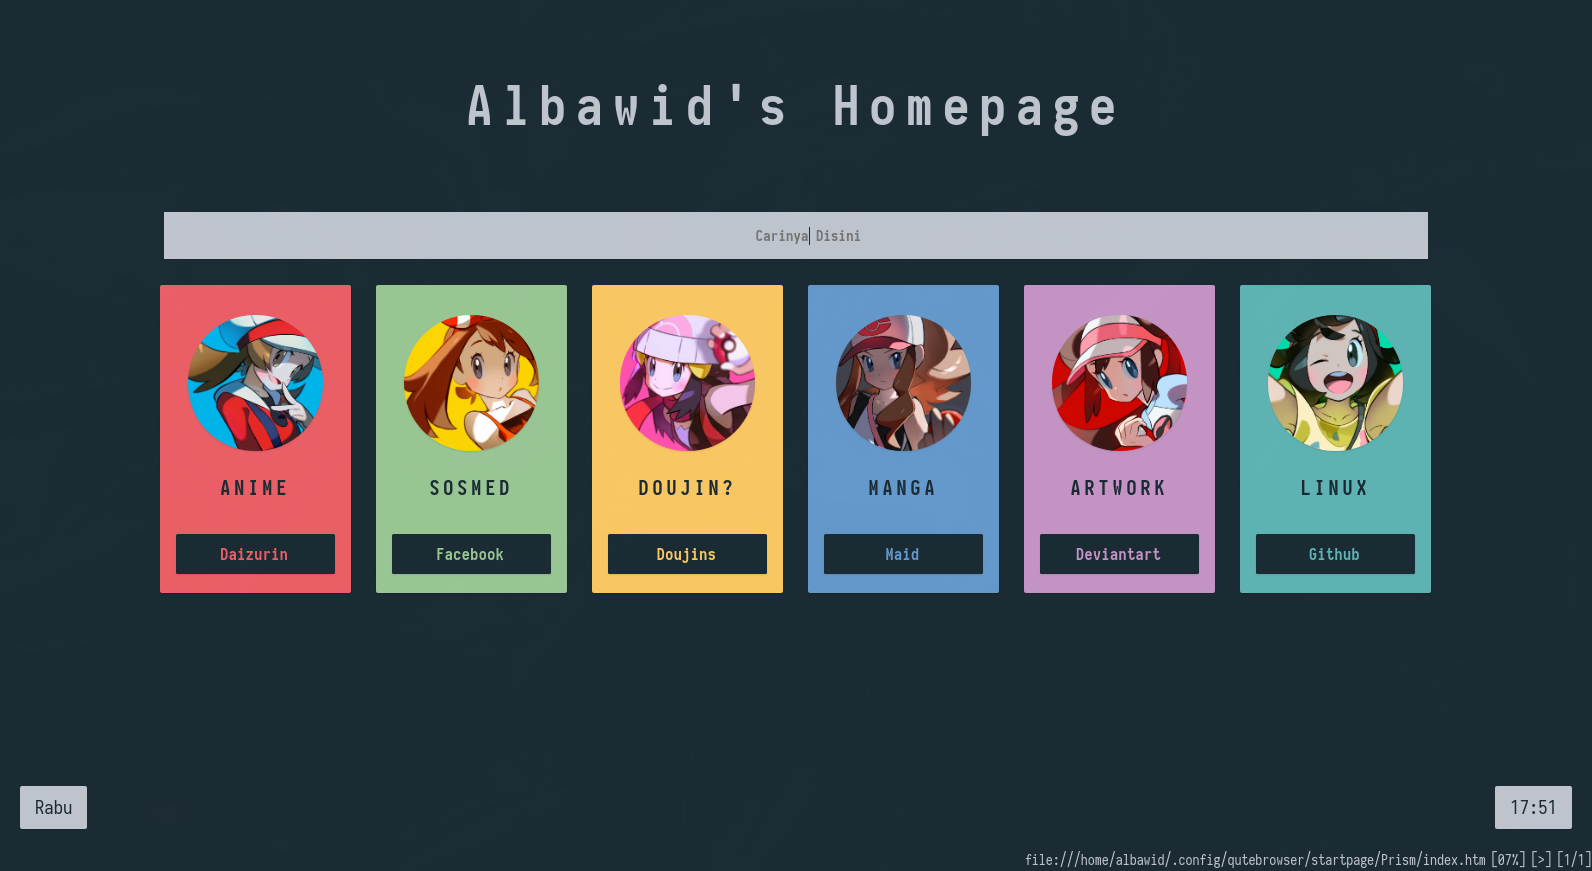 Albawid's Homepage
Carinya Disini
ANIME
SOSMED
DOUJIN?
MANGA
ARTWORK
LINUX
Daizurin
Facebook
Doujins
Maid
Deviantart
Github
Rabu
17:51
file:///home/albawid/.config/qutebrowser/startpage/Prism/index.htm [07%] [>] [1/1]